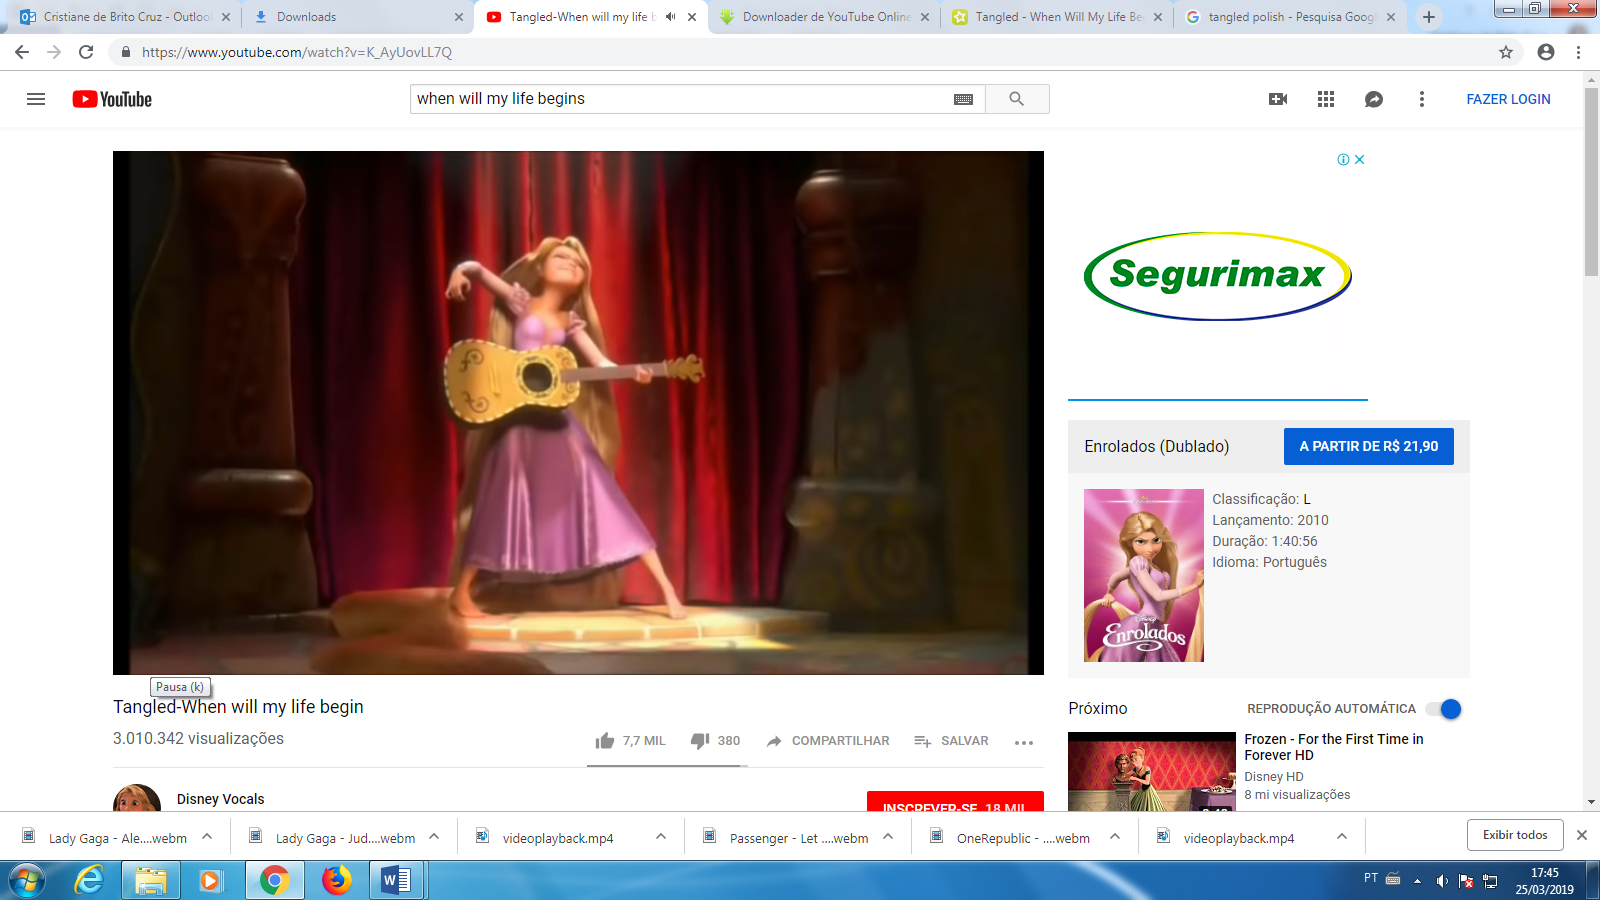 Cristiane de Brito Cruz - Outloo
Downloads
Tangled-When will my life b
Downloader de YouTube Online
Tangled - When Will My Life Be
tangled polish - Pesquisa Goog
https://www.youtube.com/watch?v=K_AyUovLL7Q
YouTube
when will my life begins
FAZER LOGIN
Segurimax
Enrolados (Dublado)
A PARTIR DE R$ 21,90
Classificação: L
Lançamento: 2010
Duração: 1:40:56
Idioma: Português
Disney
Enrolados
Pausa (k)
Tangled-When will my life begin
3.010.342 visualizações
7,7 MIL
380
COMPARTILHAR
SALVAR
Próximo
REPRODUÇÃO AUTOMÁTICA
Frozen - For the First Time in
Forever HD
Disney HD
8 mi visualizações
Disney Vocals
INSCREVER-SE 18 MIL
Lady Gaga - Ale....webm
Lady Gaga - Jud....webm
videoplayback.mp4
Passenger - Let ....webm
OneRepublic - ....webm
videoplayback.mp4
Exibir todos
PT
17:45
25/03/2019